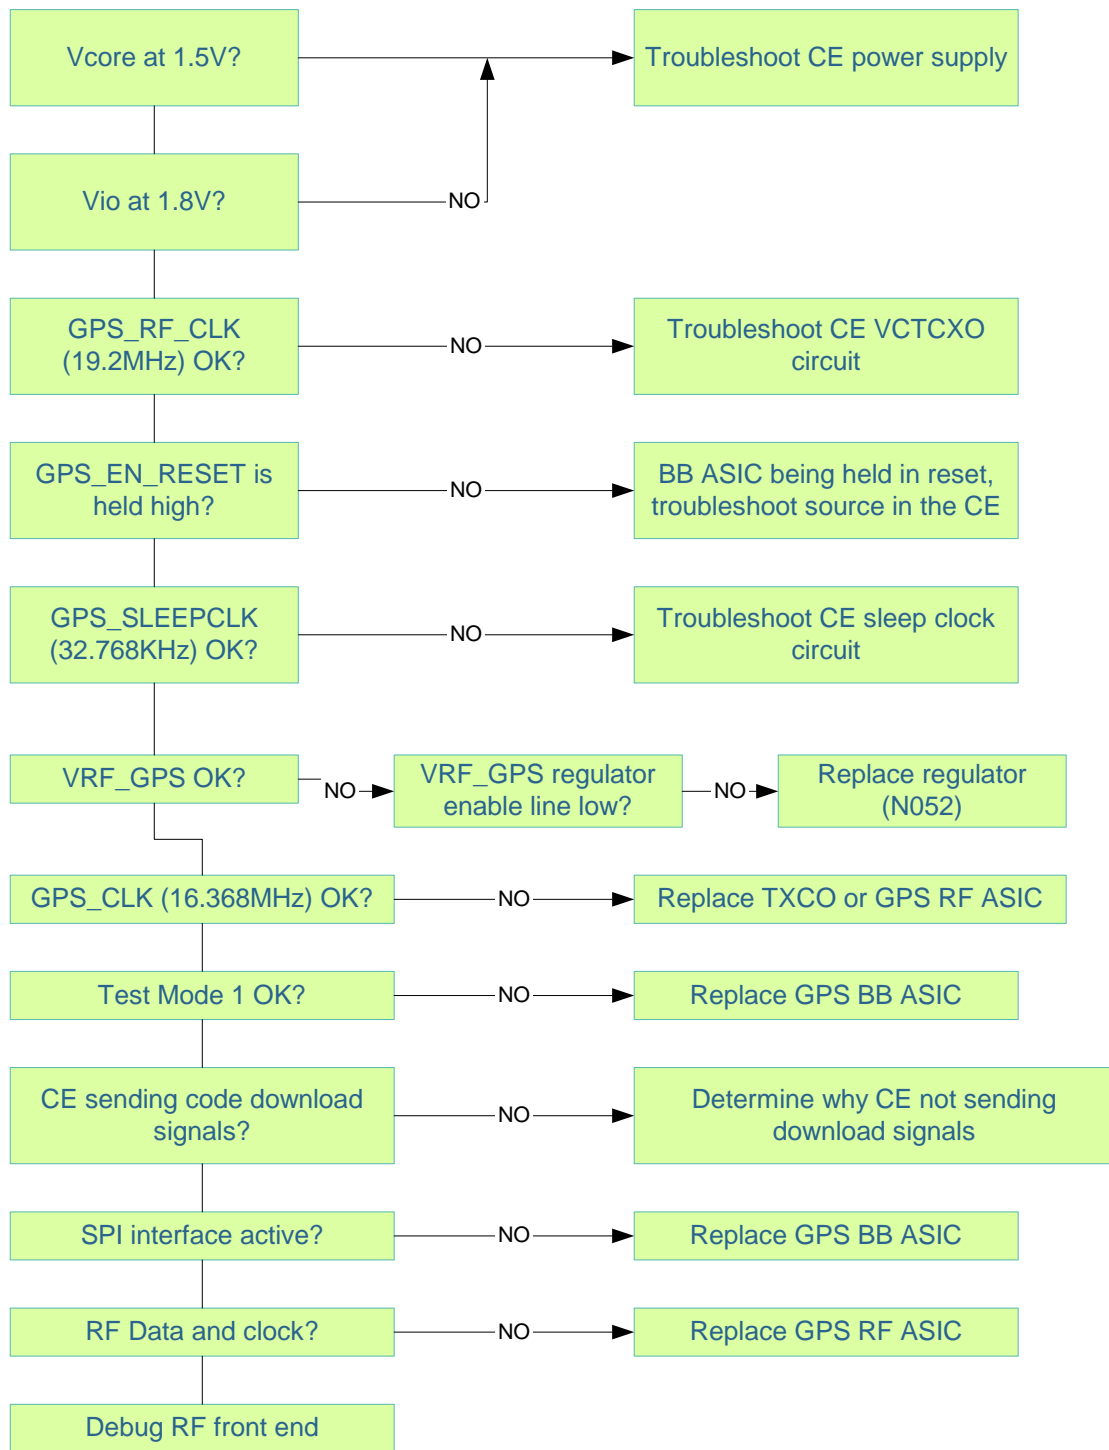 Vcore at 1.5V?
Troubleshoot CE power supply
Vio at 1.8V?
NO
GPS_RF_CLK
(19.2MHz) OK?
NO
Troubleshoot CE VCTCXO
circuit
GPS_EN_RESET is
held high?
NO
BB ASIC being held in reset,
troubleshoot source in the CE
GPS_SLEEPCLK
(32.768KHz) OK?
NO
Troubleshoot CE sleep clock
circuit
VRF_GPS OK?
NO
VRF_GPS regulator
enable line low?
NO
Replace regulator
(N052)
GPS_CLK (16.368MHz) OK?
NO
Replace TXCO or GPS RF ASIC
Test Mode 1 OK?
NO
Replace GPS BB ASIC
CE sending code download
signals?
NO
Determine why CE not sending
download signals
SPI interface active?
NO
Replace GPS BB ASIC
RF Data and clock?
NO
Replace GPS RF ASIC
Debug RF front end